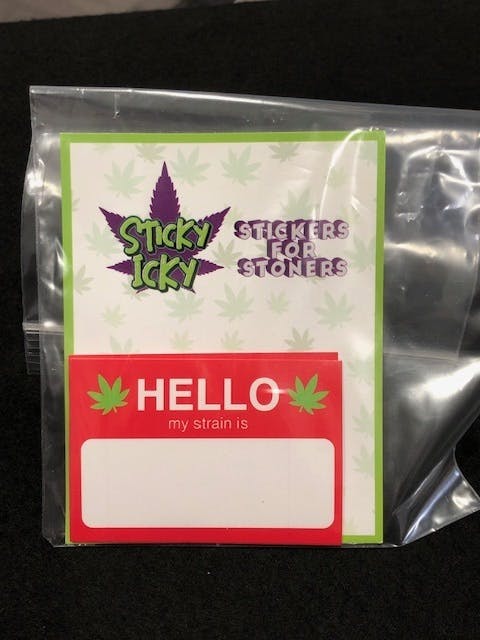 STICKY
ICKY
STICKERS
FOR
STONERS
HELLO
my strain is